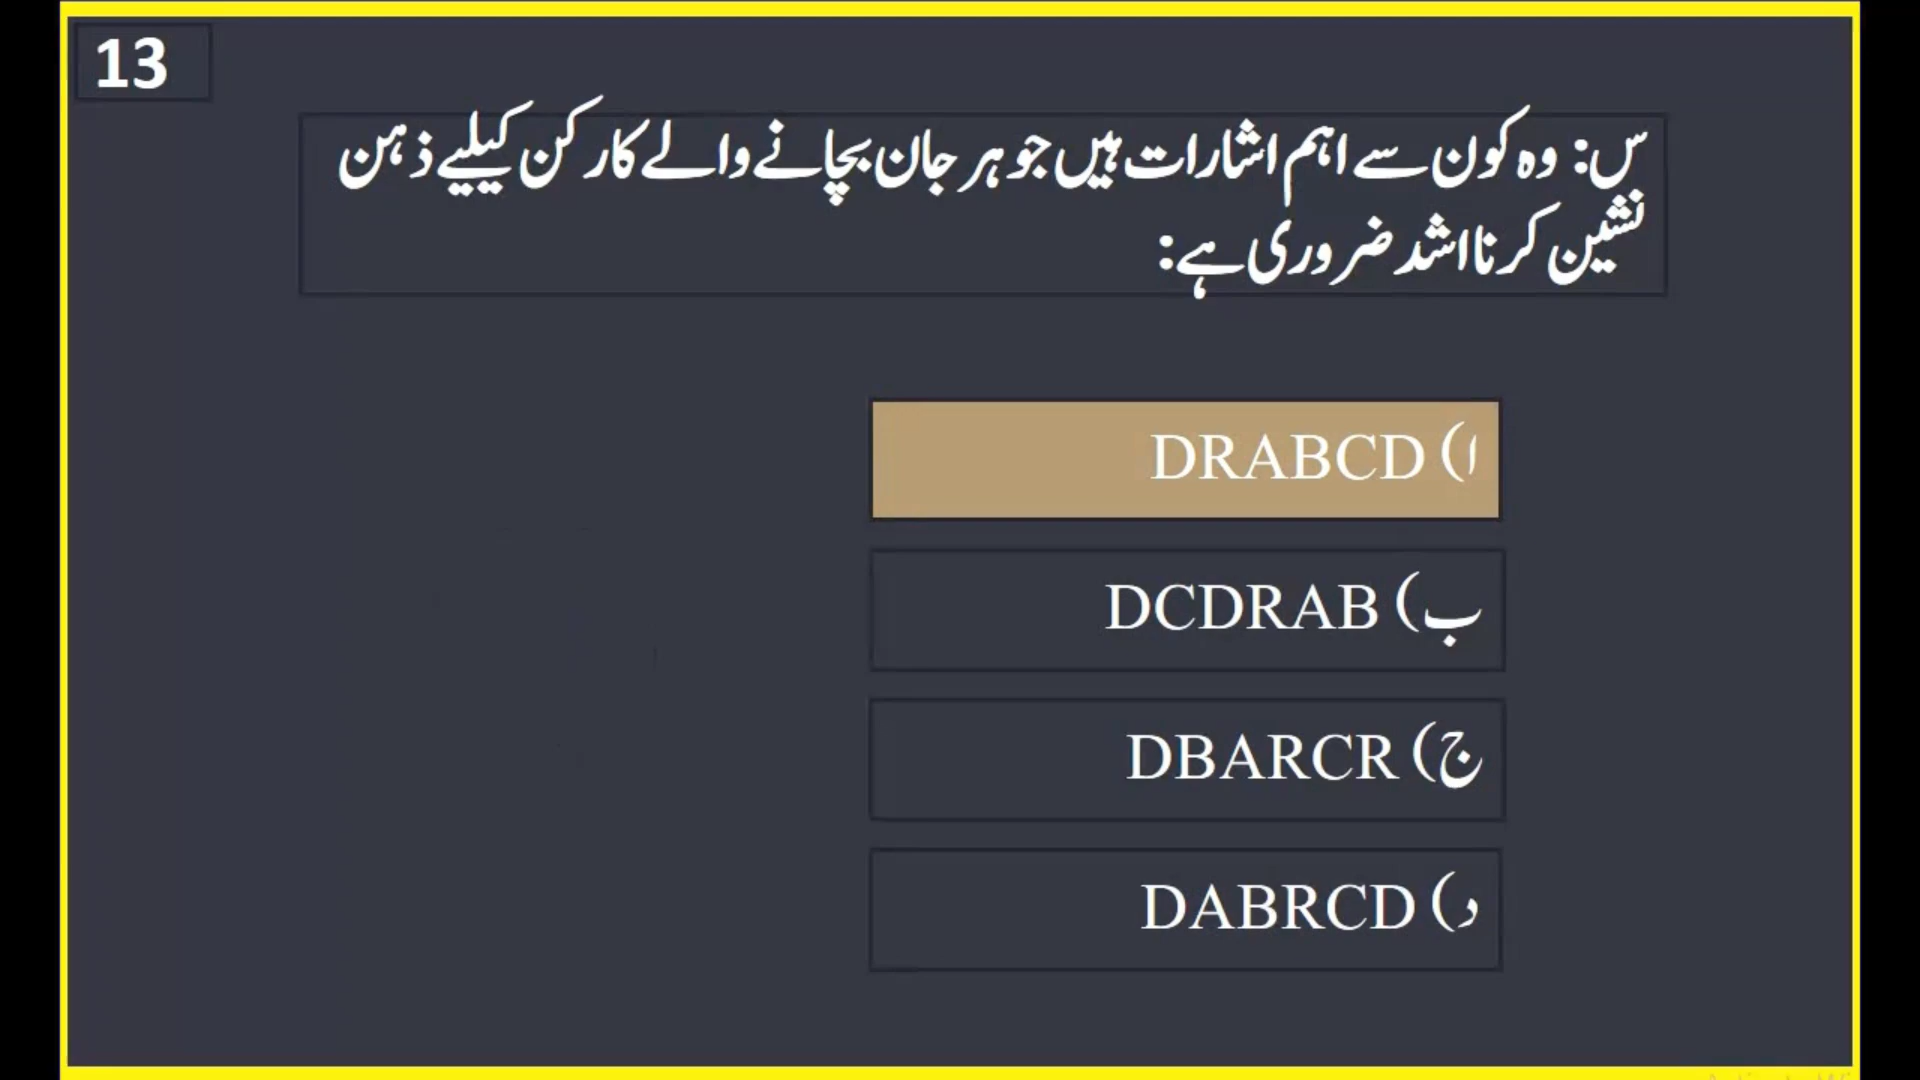 13
س: وہ کون سے اہم اشارات ہیں جو ہر جان بچانے والے کارکن کیلیے ذہن
نشین کرنا اشد ضروری ہے:
ا) DRABCD
ب) DCDRAB
ج) DBARCR
د) DABRCD